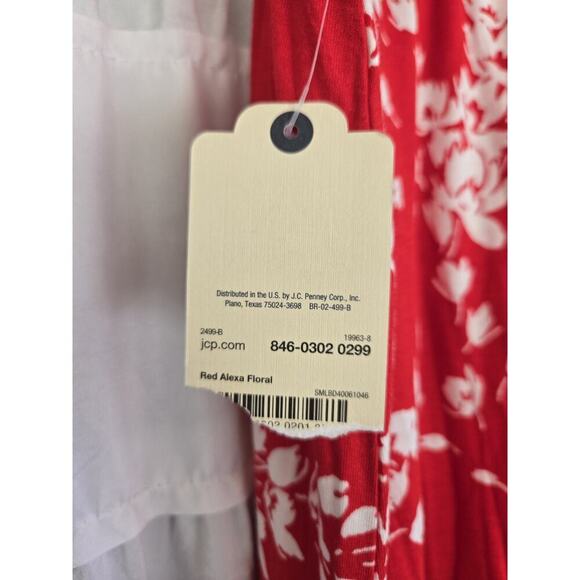 Distributed in the U.S. by J.C. Penney Corp., Inc.
Plano, Texas 75024-3698 BR-02-499-B
2499-B 19963-8
jcp.com 846-0302 0299
Red Alexa Floral
SMLBD40061046